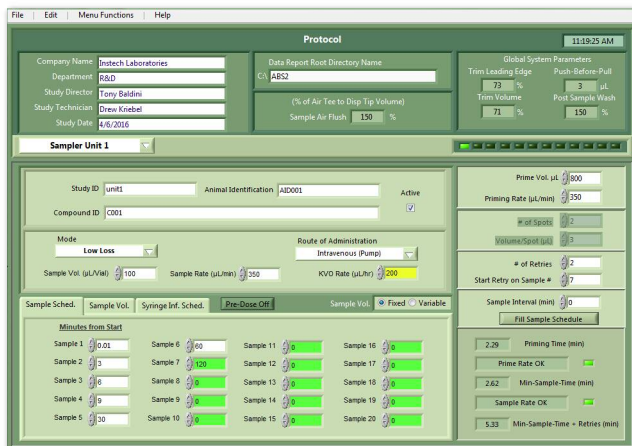 File | Edit | Menu Functions | Help
Protocol
11:19:25 AM
Company Name Instech Laboratories
Department R&D
Study Director Tony Baldini
Study Technician Drew Kriebel
Study Date 4/6/2016
Data Report Root Directory Name
C:\ ABS2
(% of Air Tee to Disp Tip Volume)
Sample Air Flush 150 %
Global System Parameters
Trim Leading Edge Push-Before-Pull
73 % 3 µL
Trim Volume Post Sample Wash
71 % 150 %
Sampler Unit 1
Study ID unit1 Animal Identification AID001 Active
Compound ID C001
Mode Route of Administration
Low Loss Intravenous (Pump)
Sample Vol. (µL/Vial) 100 Sample Rate (µL/min) 350 KVO Rate (µL/hr) 200
Sample Sched. Sample Vol. Syringe Inf. Sched. Pre-Dose Off Sample Vol. Fixed Variable
Minutes from Start
Sample 1 0.01 Sample 6 60 Sample 11 0 Sample 16 0
Sample 2 3 Sample 7 120 Sample 12 0 Sample 17 0
Sample 3 6 Sample 8 0 Sample 13 0 Sample 18 0
Sample 4 9 Sample 9 0 Sample 14 0 Sample 19 0
Sample 5 30 Sample 10 0 Sample 15 0 Sample 20 0
Prime Vol. µL 800
Priming Rate (µL/min) 350
# of Spots 2
Volume/Spot (µL) 3
# of Retries 2
Start Retry on Sample # 7
Sample Interval (min) 0
Fill Sample Schedule
2.29 Priming Time (min)
Prime Rate OK
2.62 Min-Sample-Time (min)
Sample Rate OK
5.33 Min-Sample-Time + Retries (min)